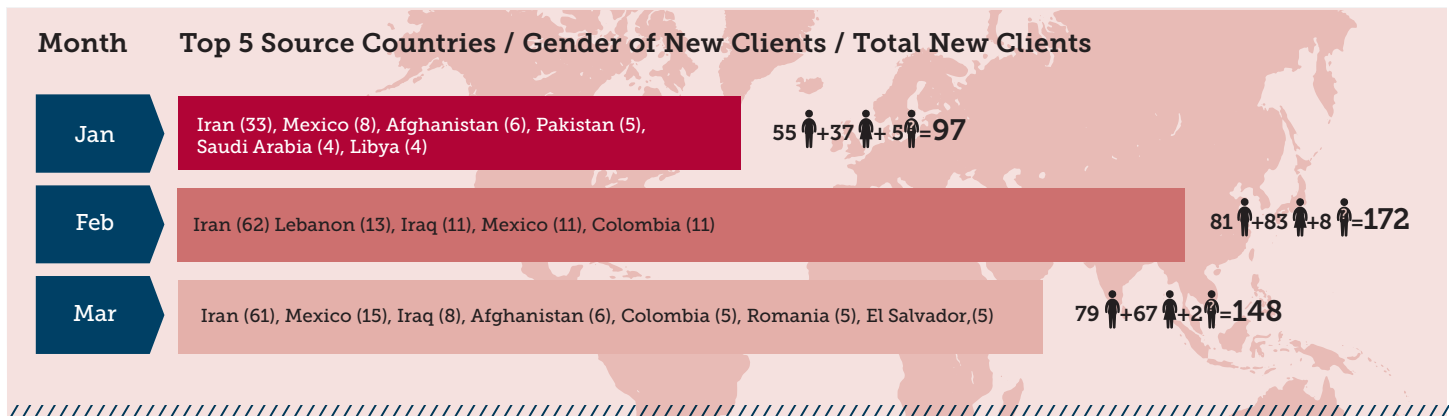 Month Top 5 Source Countries / Gender of New Clients / Total New Clients
Jan
Iran (33), Mexico (8), Afghanistan (6), Pakistan (5),
Saudi Arabia (4), Libya (4)
55 +37 + 5?=97
Feb
Iran (62) Lebanon (13), Iraq (11), Mexico (11), Colombia (11)
81 +83 +8 ?=172
Mar
Iran (61), Mexico (15), Iraq (8), Afghanistan (6), Colombia (5), Romania (5), El Salvador,(5)
79 +67 +2?=148